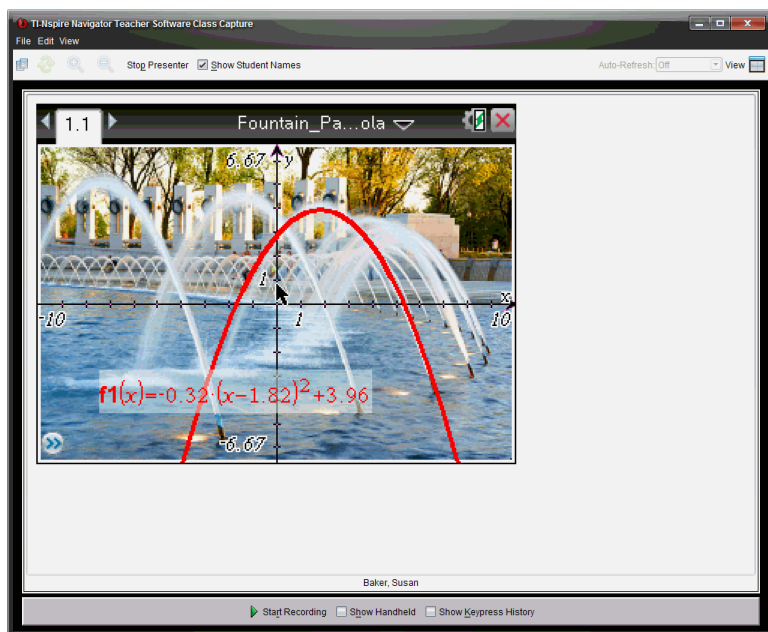 TI-Nspire Navigator Teacher Software Class Capture
File Edit View
Stop Presenter Show Student Names Auto-Refresh: Off View
1.1 Fountain_Pa...ola
6.67 y
1
x
-10 1 10
f1(x)=-0.32·(x-1.82)²+3.96
-6.67
Baker, Susan
Start Recording Show Handheld Show Keypress History